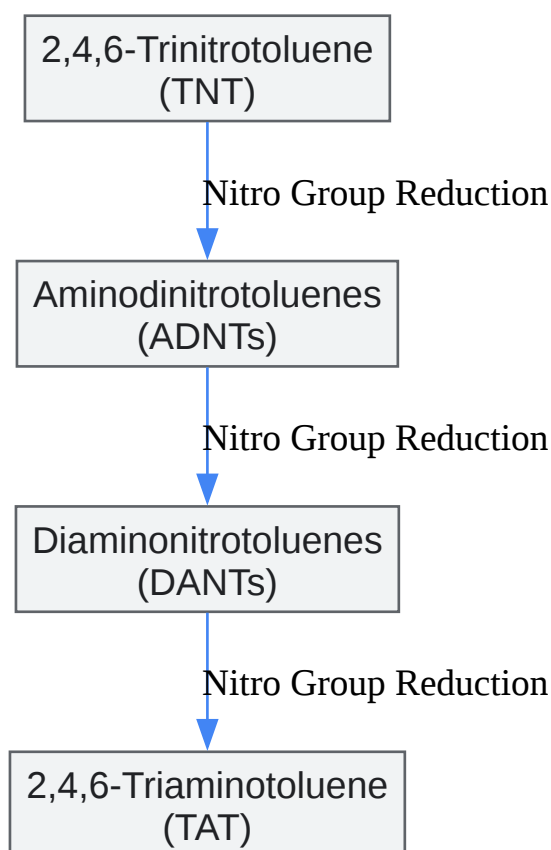 2,4,6-Trinitrotoluene
(TNT)
Nitro Group Reduction
Aminodinitrotoluenes
(ADNTs)
Nitro Group Reduction
Diaminonitrotoluenes
(DANTs)
Nitro Group Reduction
2,4,6-Triaminotoluene
(TAT)